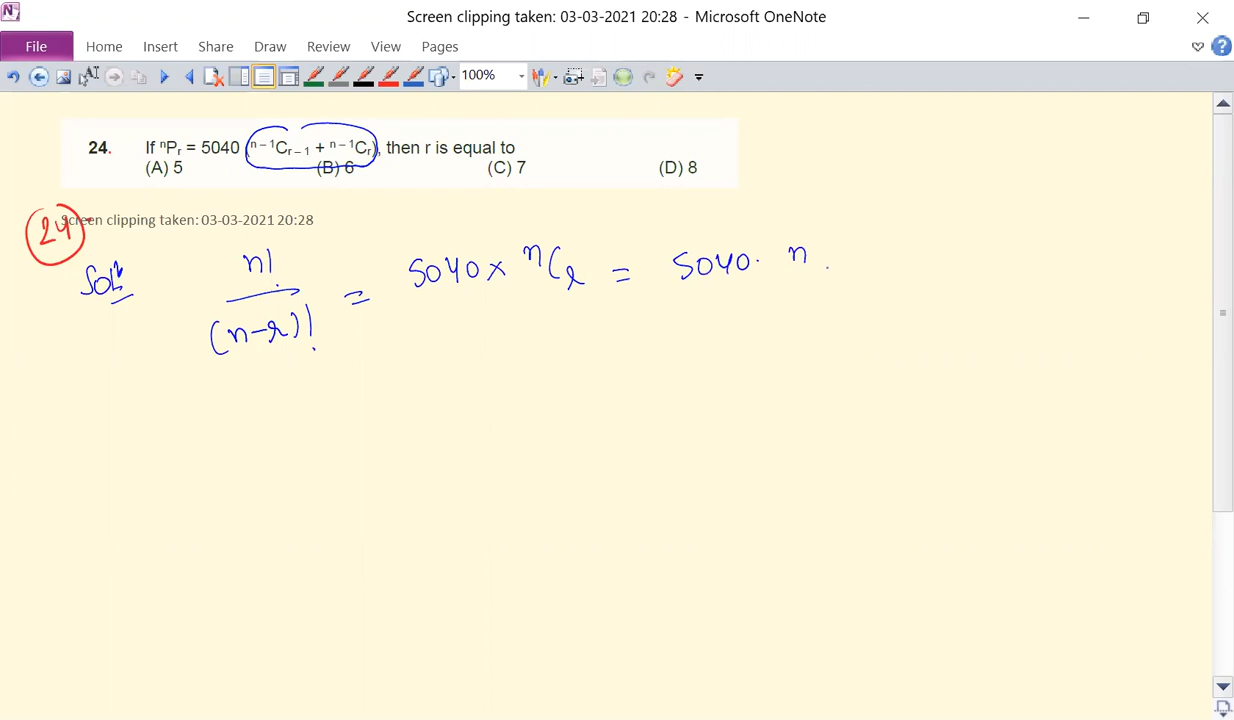 Screen clipping taken: 03-03-2021 20:28 - Microsoft OneNote
File Home Insert Share Draw Review View Pages
100%
24. If ⁿPᵣ = 5040 (ⁿ⁻¹Cᵣ₋₁ + ⁿ⁻¹Cᵣ), then r is equal to
(A) 5 (B) 6 (C) 7 (D) 8
Screen clipping taken: 03-03-2021 20:28
24
Solⁿ n! / (n-r)! = 5040 × ⁿCᵣ = 5040. n